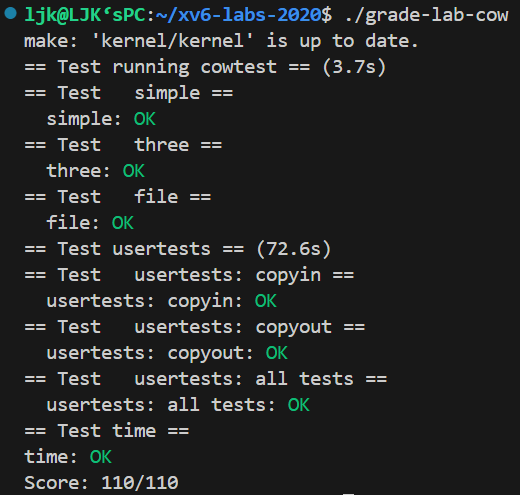 ljk@LJK‘sPC:~/xv6-labs-2020$ ./grade-lab-cow
make: 'kernel/kernel' is up to date.
== Test running cowtest == (3.7s)
== Test   simple ==
  simple: OK
== Test   three ==
  three: OK
== Test   file ==
  file: OK
== Test usertests == (72.6s)
== Test   usertests: copyin ==
  usertests: copyin: OK
== Test   usertests: copyout ==
  usertests: copyout: OK
== Test   usertests: all tests ==
  usertests: all tests: OK
== Test time ==
time: OK
Score: 110/110